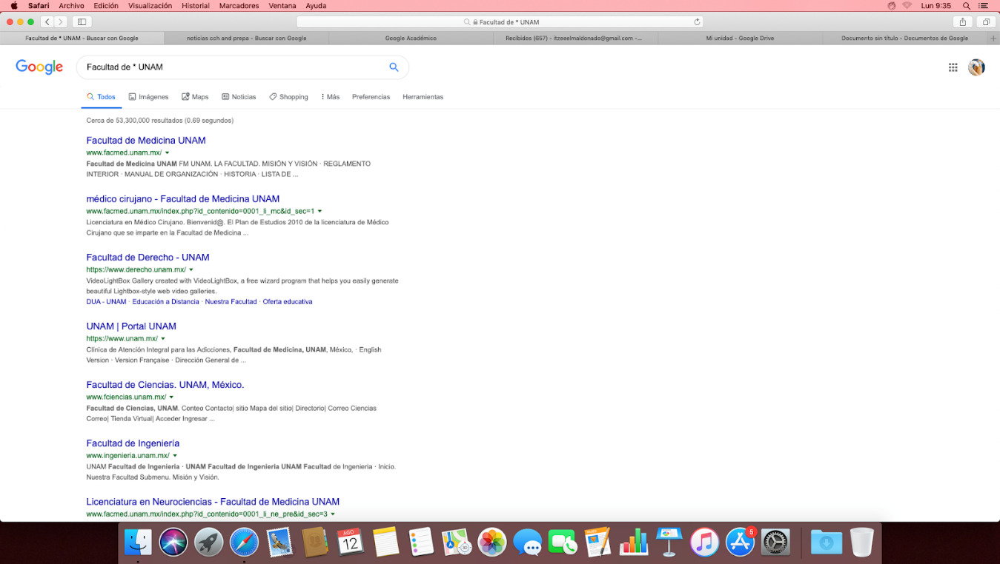 Safari Archivo Edición Visualización Historial Marcadores Ventana Ayuda Lun 9:35
Facultad de * UNAM
Facultad de * UNAM - Buscar con Google noticias cch and prepa - Buscar con Google Google Académico Recibidos (657) - itzeeelmaldonado@gmail.com -... Mi unidad - Google Drive Documento sin título - Documentos de Google
Google Facultad de * UNAM
Todos Imágenes Maps Noticias Shopping Más Preferencias Herramientas
Cerca de 53,300,000 resultados (0.69 segundos)
Facultad de Medicina UNAM
www.facmed.unam.mx/
Facultad de Medicina UNAM FM UNAM. LA FACULTAD. MISIÓN Y VISIÓN · REGLAMENTO
INTERIOR · MANUAL DE ORGANIZACIÓN · HISTORIA · LISTA DE ...
médico cirujano - Facultad de Medicina UNAM
www.facmed.unam.mx/index.php?id_contenido=0001_li_mc&id_sec=1
Licenciatura en Médico Cirujano. Bienvenid@. El Plan de Estudios 2010 de la licenciatura de Médico
Cirujano que se imparte en la Facultad de Medicina ...
Facultad de Derecho - UNAM
https://www.derecho.unam.mx/
VideoLightBox Gallery created with VideoLightBox, a free wizard program that helps you easily generate
beautiful Lightbox-style web video galleries.
DUA - UNAM · Educación a Distancia · Nuestra Facultad · Oferta educativa
UNAM | Portal UNAM
https://www.unam.mx/
Clínica de Atención Integral para las Adicciones, Facultad de Medicina, UNAM, México, · English
Version · Version Française · Dirección General de ...
Facultad de Ciencias. UNAM, México.
www.fciencias.unam.mx/
Facultad de Ciencias, UNAM. Conteo Contacto| sitio Mapa del sitio| Directorio| Correo Ciencias
Correo| Tienda Virtual| Acceder Ingresar ...
Facultad de Ingeniería
www.ingenieria.unam.mx/
UNAM Facultad de Ingenieria · UNAM Facultad de Ingenieria UNAM Facultad de Ingenieria · Inicio.
Nuestra Facultad Submenu. Misión y Visión.
Licenciatura en Neurociencias - Facultad de Medicina UNAM
www.facmed.unam.mx/index.php?id_contenido=0001_li_ne_pre&id_sec=3
AGO
12
5